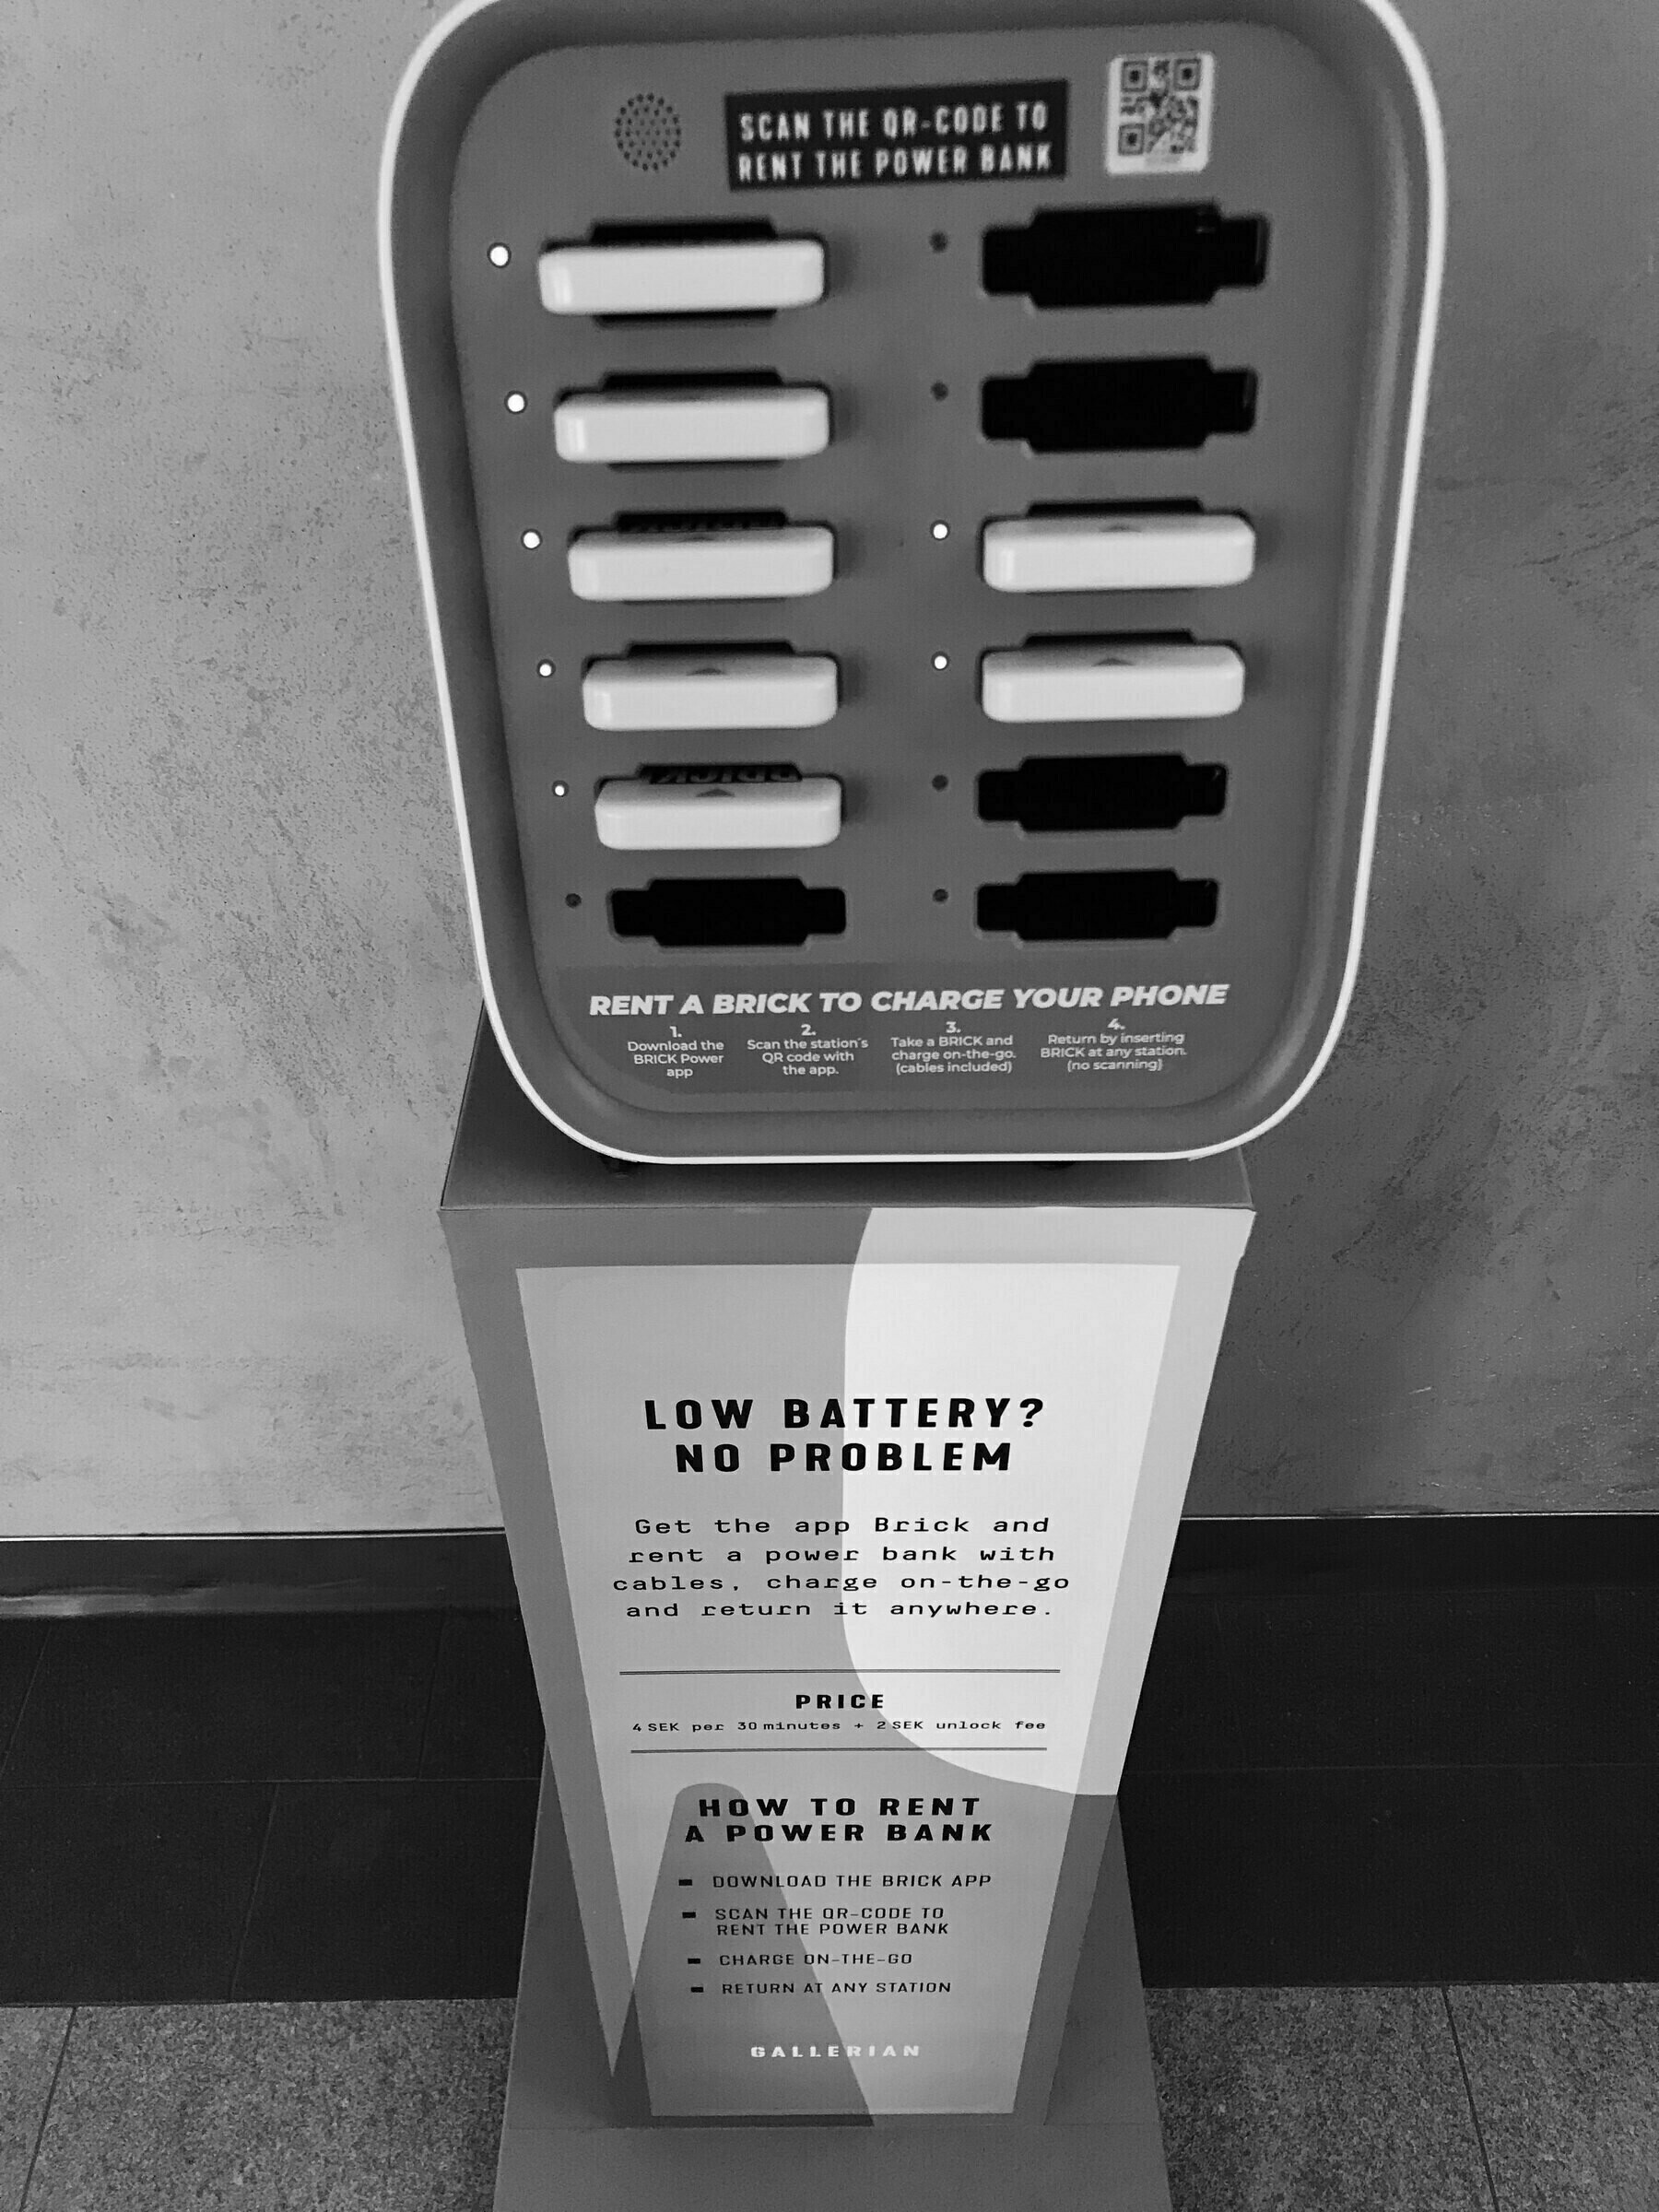 SCAN THE QR-CODE TO
RENT THE POWER BANK
RENT A BRICK TO CHARGE YOUR PHONE
1.
Download the
BRICK Power
app
2.
Scan the station's
QR code with
the app.
3.
Take a BRICK and
charge on-the-go.
(cables included)
4.
Return by inserting
BRICK at any station.
(no scanning)
LOW BATTERY?
NO PROBLEM
Get the app Brick and
rent a power bank with
cables, charge on-the-go
and return it anywhere.
PRICE
4 SEK per 30 minutes + 2 SEK unlock fee
HOW TO RENT
A POWER BANK
- DOWNLOAD THE BRICK APP
- SCAN THE QR-CODE TO
RENT THE POWER BANK
- CHARGE ON-THE-GO
- RETURN AT ANY STATION
GALLERIAN